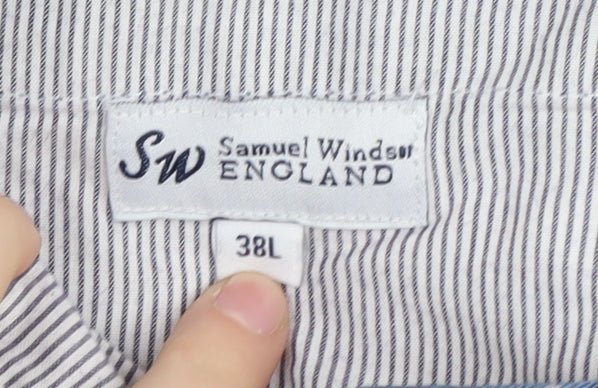 SW
Samuel Windsor
ENGLAND
38L